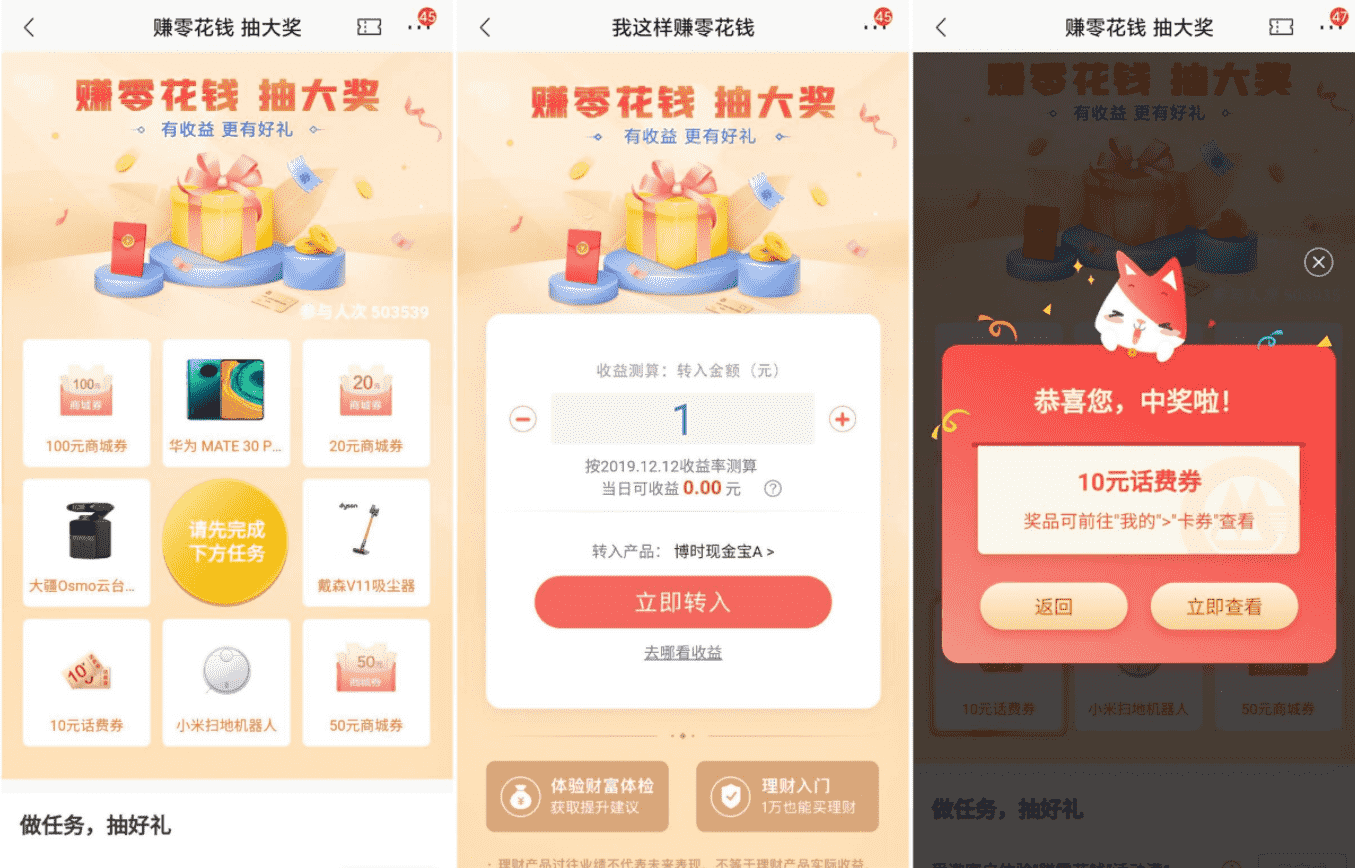 赚零花钱 抽大奖
45
赚零花钱 抽大奖
有收益 更有好礼
参与人次 503539
100元
商城券
100元商城券
华为 MATE 30 P...
20元
商城券
20元商城券
大疆Osmo云台...
请先完成
下方任务
dyson
戴森V11吸尘器
10元
10元话费券
小米扫地机器人
50元
商城券
50元商城券
做任务，抽好礼
我这样赚零花钱
45
赚零花钱 抽大奖
有收益 更有好礼
收益测算：转入金额（元）
1
按2019.12.12收益率测算
当日可收益 0.00 元 ?
转入产品： 博时现金宝A >
立即转入
去哪看收益
体验财富体检
获取提升建议
理财入门
1万也能买理财
· 理财产品过往业绩不代表未来表现，不等于理财产品实际收益
赚零花钱 抽大奖
47
赚零花钱 抽大奖
有收益 更有好礼
恭喜您，中奖啦！
10元话费券
奖品可前往"我的">"卡券"查看
返回
立即查看
10元话费券
小米扫地机器人
50元商城券
做任务，抽好礼